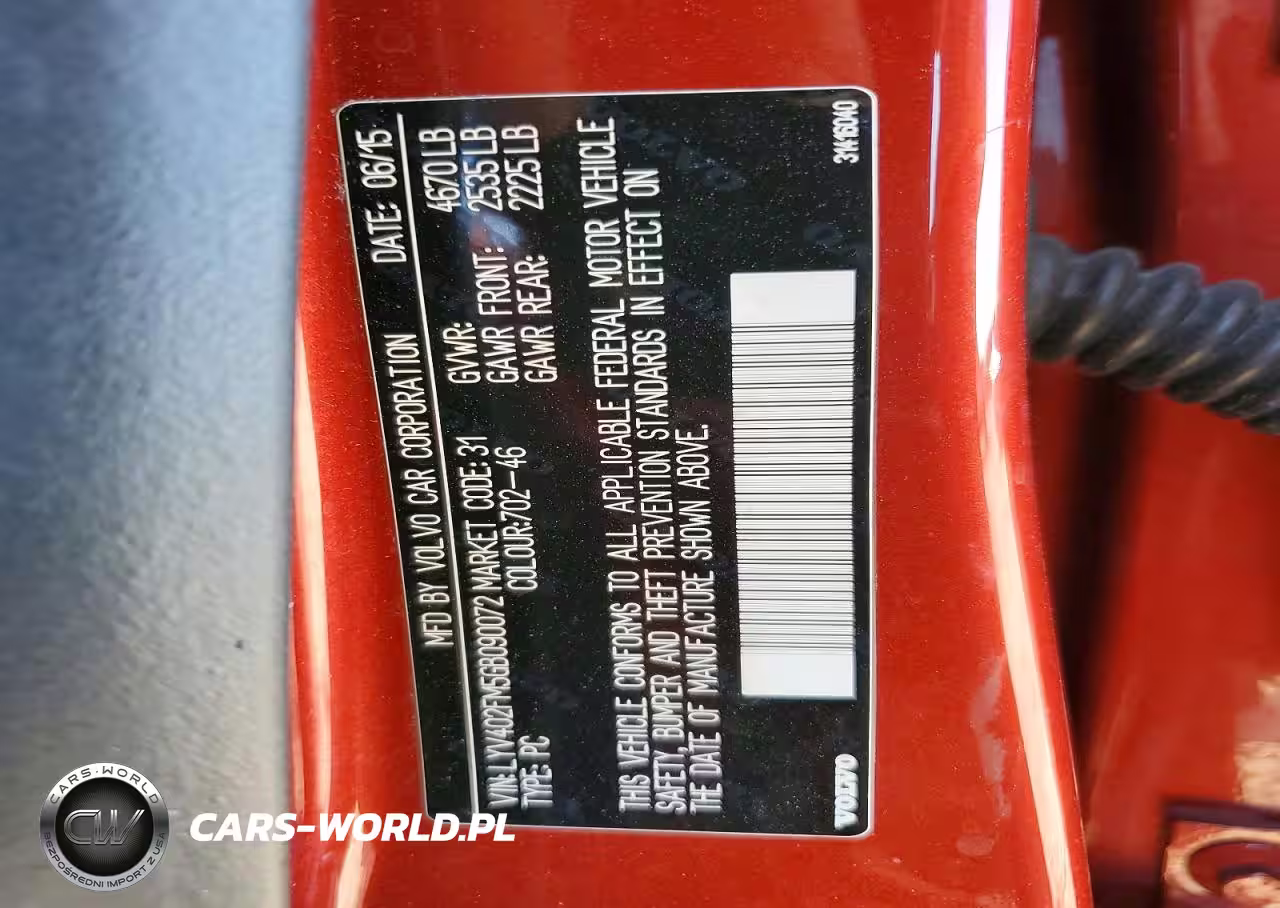 MFD BY VOLVO CAR CORPORATION DATE: 06/15
VIN: LYV402FM5GB090072 MARKET CODE: 31 GVWR: 4670 LB
TYPE: PC COLOUR:702-46 GAWR FRONT: 2535 LB
GAWR REAR: 2225 LB
THIS VEHICLE CONFORMS TO ALL APPLICABLE FEDERAL MOTOR VEHICLE
SAFETY, BUMPER AND THEFT PREVENTION STANDARDS IN EFFECT ON
THE DATE OF MANUFACTURE SHOWN ABOVE.
VOLVO 31416040
CARS-WORLD
CW
BEZPOŚREDNI IMPORT Z USA
CARS-WORLD.PL